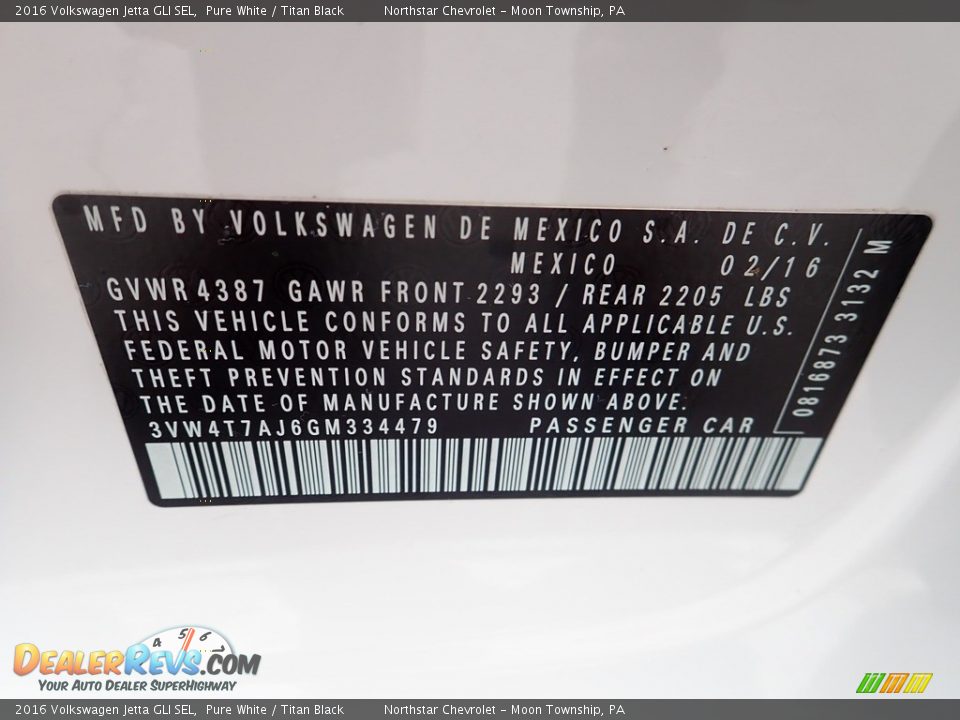 2016 Volkswagen Jetta GLI SEL, Pure White / Titan Black Northstar Chevrolet - Moon Township, PA
MFD BY VOLKSWAGEN DE MEXICO S.A. DE C.V.
MEXICO 02/16
GVWR 4387 GAWR FRONT 2293 / REAR 2205 LBS
THIS VEHICLE CONFORMS TO ALL APPLICABLE U.S.
FEDERAL MOTOR VEHICLE SAFETY, BUMPER AND
THEFT PREVENTION STANDARDS IN EFFECT ON
THE DATE OF MANUFACTURE SHOWN ABOVE.
3VW4T7AJ6GM334479 PASSENGER CAR
0816873 3132 M
4 5 6 7
DEALERREVS.COM
YOUR AUTO DEALER SUPERHIGHWAY
2016 Volkswagen Jetta GLI SEL, Pure White / Titan Black Northstar Chevrolet - Moon Township, PA